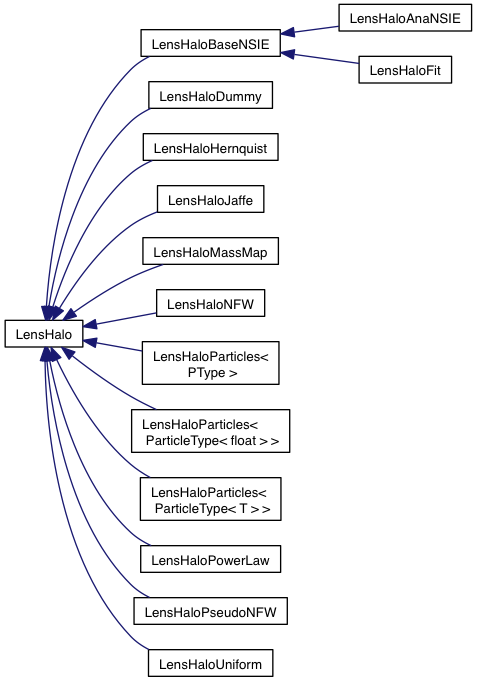 LensHaloAnaNSIE
LensHaloBaseNSIE
LensHaloFit
LensHaloDummy
LensHaloHernquist
LensHaloJaffe
LensHaloMassMap
LensHaloNFW
LensHalo
LensHaloParticles<
PType >
LensHaloParticles<
ParticleType< float > >
LensHaloParticles<
ParticleType< T > >
LensHaloPowerLaw
LensHaloPseudoNFW
LensHaloUniform